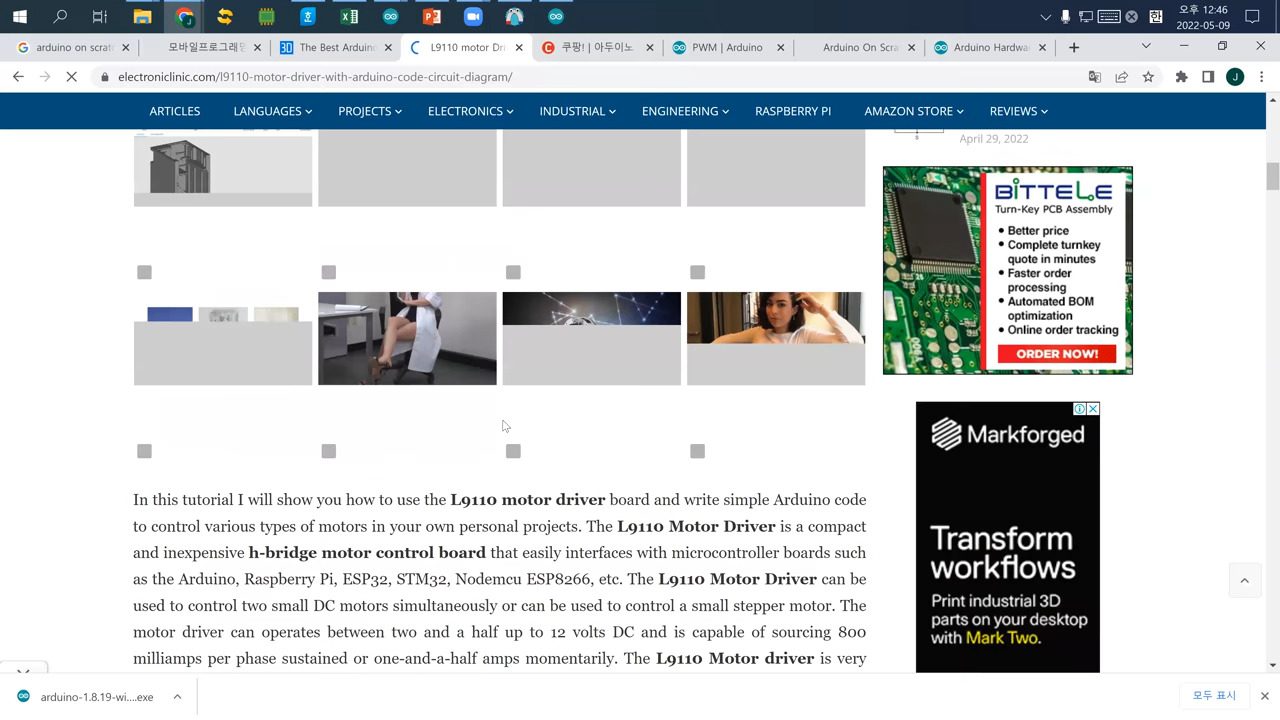 오후 12:46
한
2022-05-09
arduino on scrat
모바일프로그래밍
The Best Arduino
L9110 motor Dri
쿠팡! | 아두이노
PWM | Arduino
Arduino On Scrat
Arduino Hardwa
electroniclinic.com/l9110-motor-driver-with-arduino-code-circuit-diagram/
J
ARTICLES LANGUAGES PROJECTS ELECTRONICS INDUSTRIAL ENGINEERING RASPBERRY PI AMAZON STORE REVIEWS
April 29, 2022
BITTELE
Turn-Key PCB Assembly
• Better price
• Complete turnkey
quote in minutes
• Faster order
processing
• Automated BOM
optimization
• Online order tracking
ORDER NOW!
Markforged
Transform
workflows
Print industrial 3D
parts on your desktop
with Mark Two.
In this tutorial I will show you how to use the L9110 motor driver board and write simple Arduino code
to control various types of motors in your own personal projects. The L9110 Motor Driver is a compact
and inexpensive h-bridge motor control board that easily interfaces with microcontroller boards such
as the Arduino, Raspberry Pi, ESP32, STM32, Nodemcu ESP8266, etc. The L9110 Motor Driver can be
used to control two small DC motors simultaneously or can be used to control a small stepper motor. The
motor driver can operates between two and a half up to 12 volts DC and is capable of sourcing 800
milliamps per phase sustained or one-and-a-half amps momentarily. The L9110 Motor driver is very
arduino-1.8.19-wi....exe
모두 표시